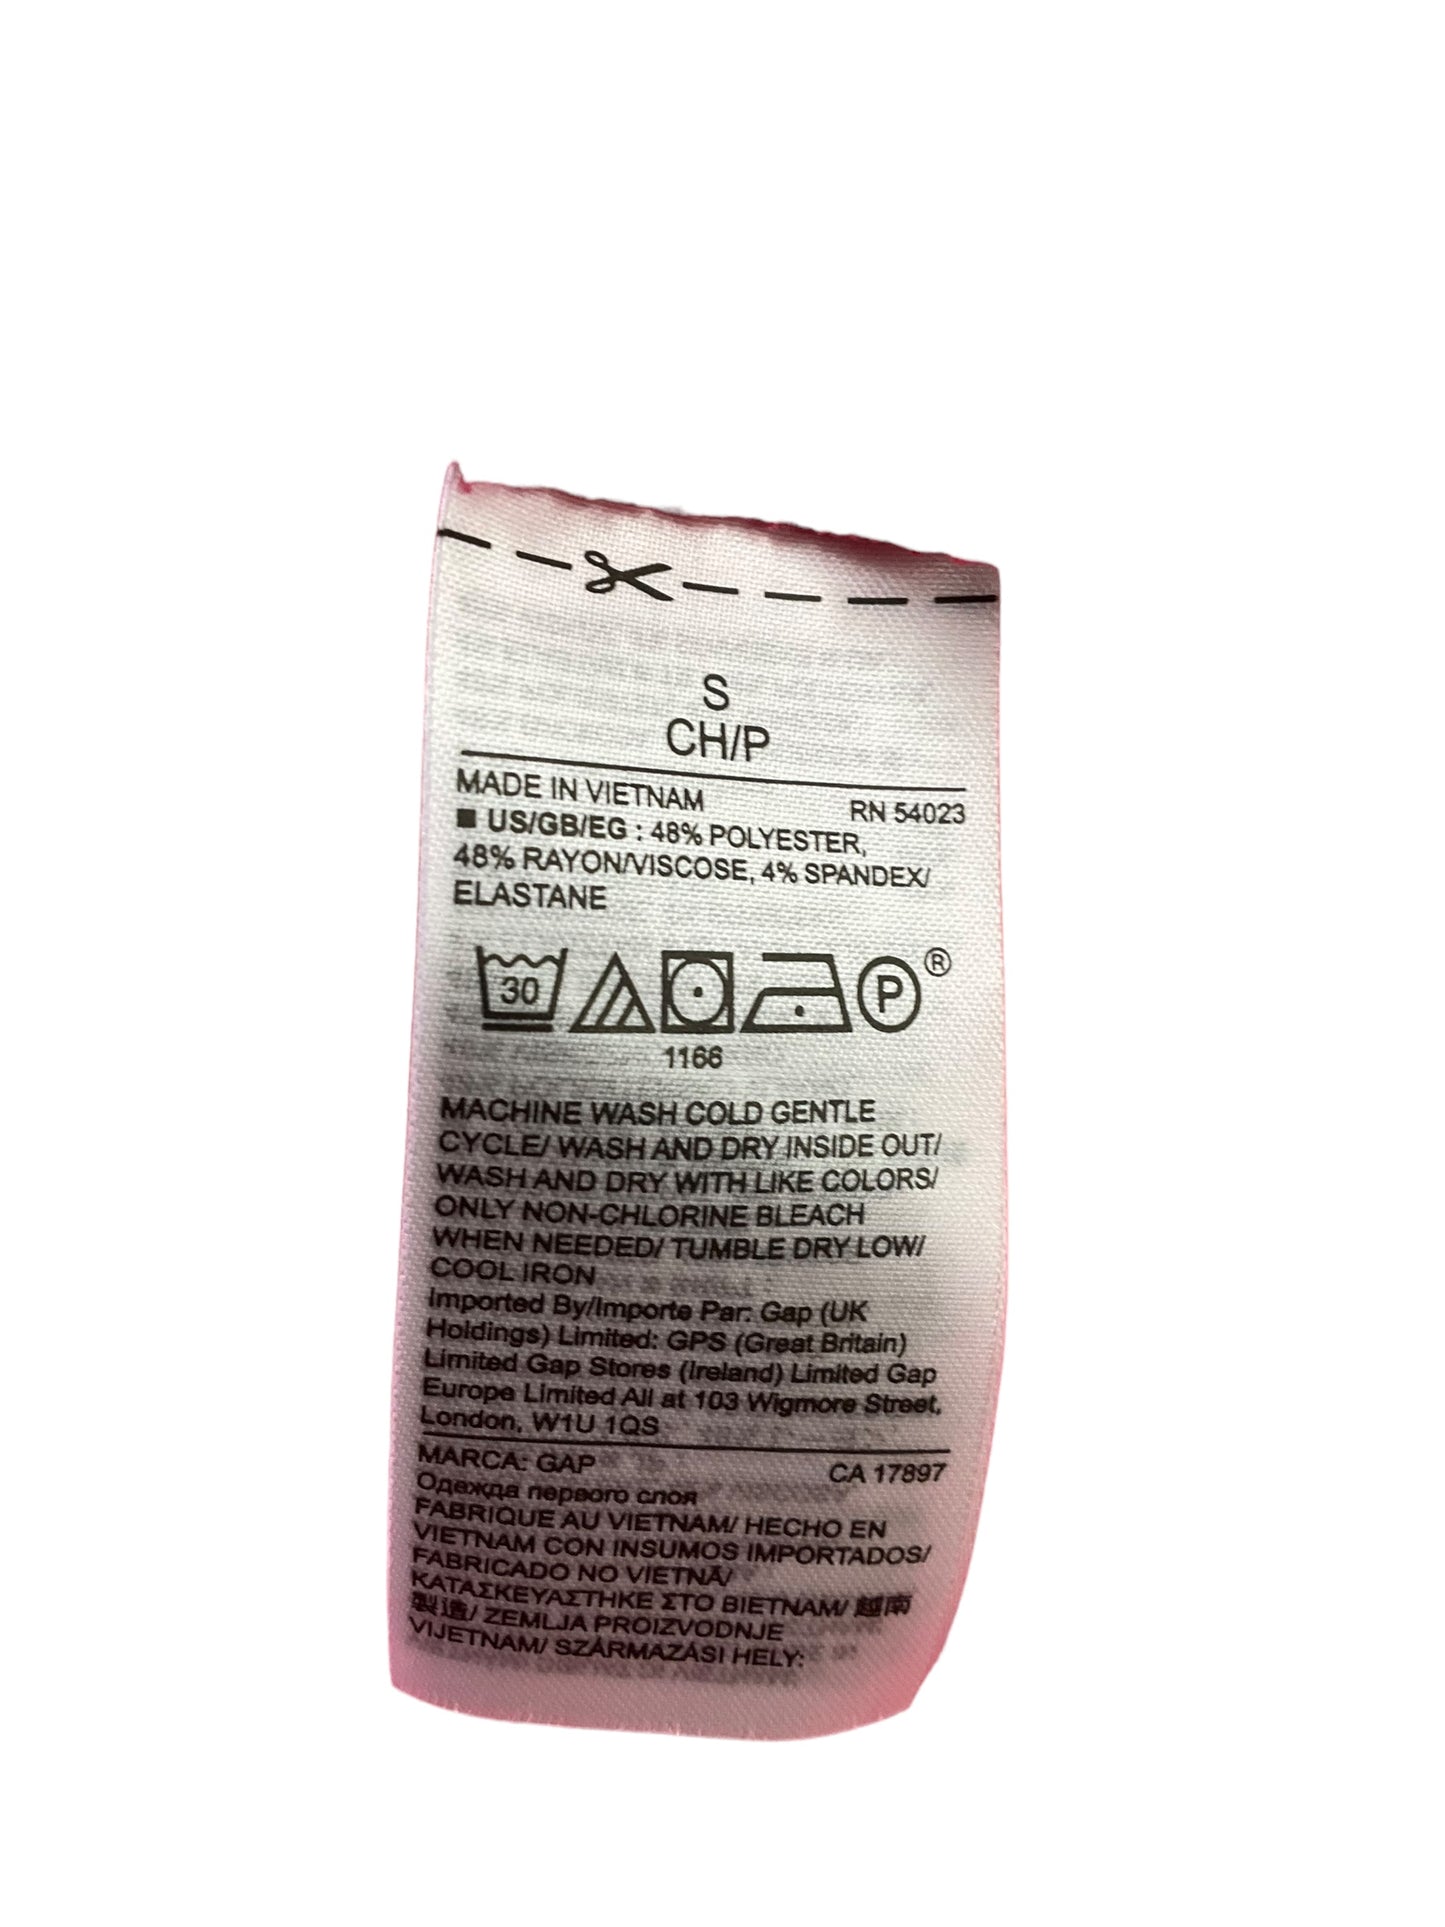 S
CH/P
MADE IN VIETNAM RN 54023
■ US/GB/EG : 48% POLYESTER,
48% RAYON/VISCOSE, 4% SPANDEX/
ELASTANE
30 P ®
1166
MACHINE WASH COLD GENTLE
CYCLE/ WASH AND DRY INSIDE OUT/
WASH AND DRY WITH LIKE COLORS/
ONLY NON-CHLORINE BLEACH
WHEN NEEDED/ TUMBLE DRY LOW/
COOL IRON
Imported By/Importe Par: Gap (UK
Holdings) Limited: GPS (Great Britain)
Limited Gap Stores (Ireland) Limited Gap
Europe Limited All at 103 Wigmore Street,
London, W1U 1QS
MARCA: GAP CA 17897
Одежда первого слоя
FABRIQUE AU VIETNAM/ HECHO EN
VIETNAM CON INSUMOS IMPORTADOS/
FABRICADO NO VIETNÃ/
ΚΑΤΑΣΚΕΥΑΣΤΗΚΕ ΣΤΟ ΒΙΕΤΝΑΜ/ 越南
製造/ ZEMLJA PROIZVODNJE
VIJETNAM/ SZÁRMAZÁSI HELY: